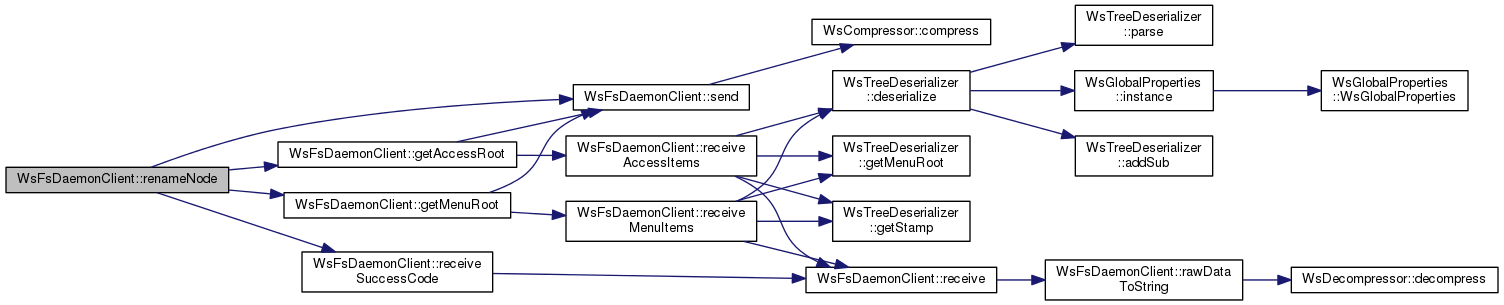 WsFsDaemonClient::renameNode
WsFsDaemonClient::getAccessRoot
WsFsDaemonClient::getMenuRoot
WsFsDaemonClient::receive
SuccessCode
WsFsDaemonClient::send
WsFsDaemonClient::receive
AccessItems
WsFsDaemonClient::receive
MenuItems
WsCompressor::compress
WsTreeDeserializer
::deserialize
WsTreeDeserializer
::getMenuRoot
WsTreeDeserializer
::getStamp
WsFsDaemonClient::receive
WsTreeDeserializer
::parse
WsGlobalProperties
::instance
WsTreeDeserializer
::addSub
WsFsDaemonClient::rawData
ToString
WsGlobalProperties
::WsGlobalProperties
WsDecompressor::decompress